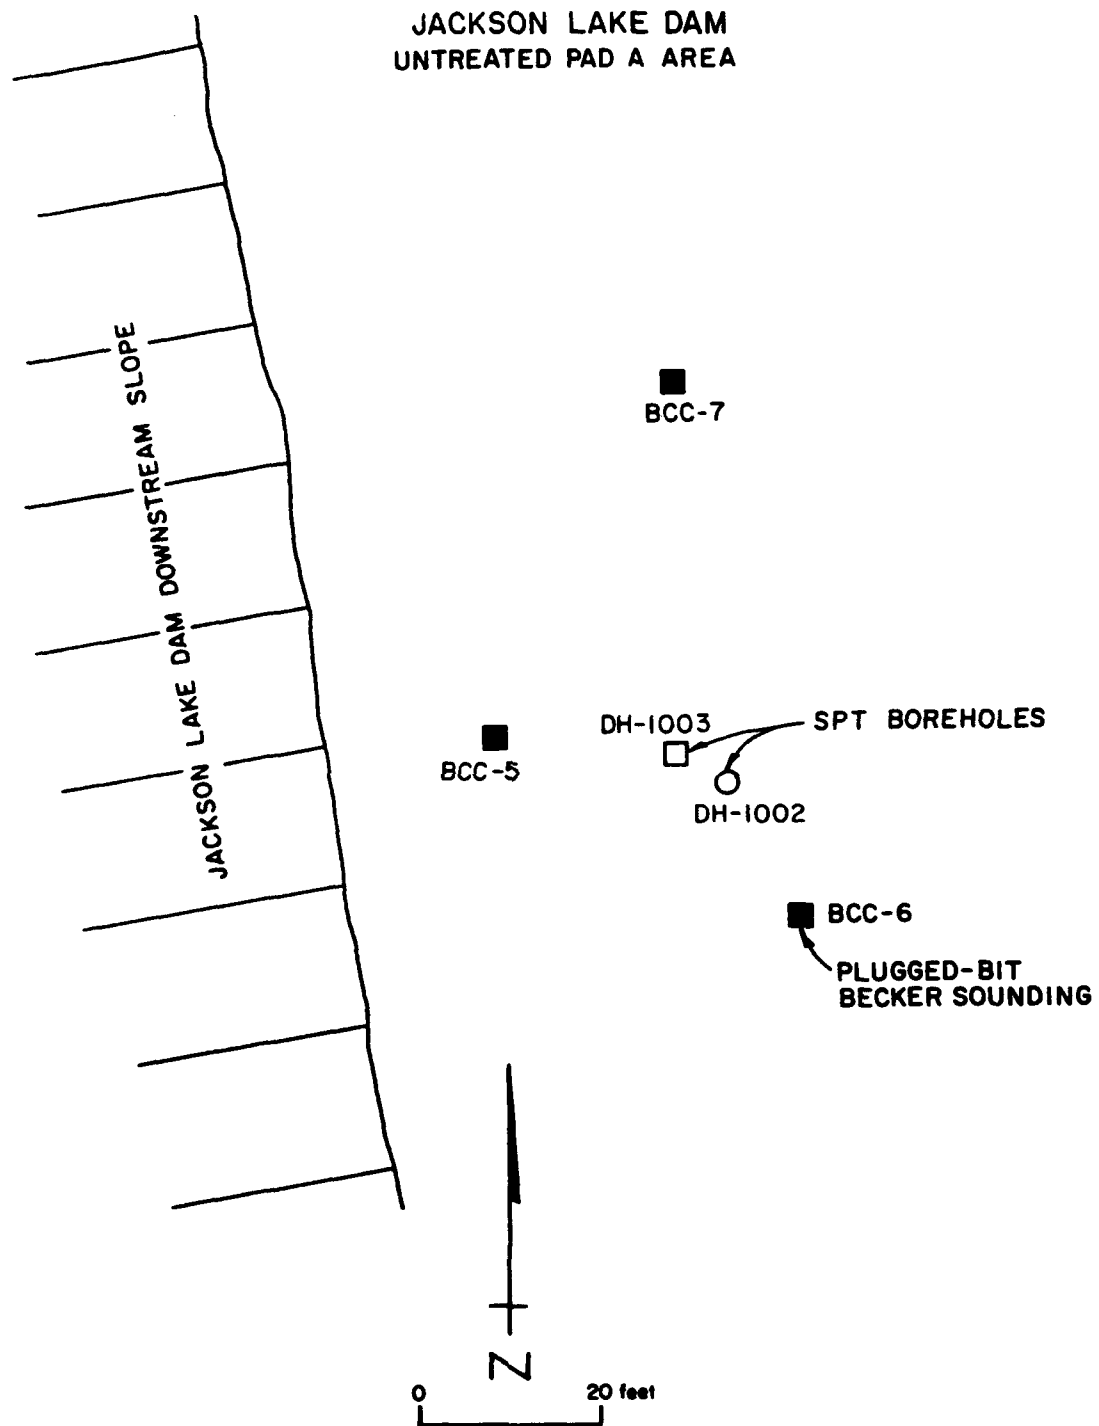 JACKSON LAKE DAM
UNTREATED PAD A AREA
JACKSON LAKE DAM DOWNSTREAM SLOPE
BCC-7
DH-1003
SPT BOREHOLES
BCC-5
DH-1002
BCC-6
PLUGGED-BIT
BECKER SOUNDING
N
0 20 feet